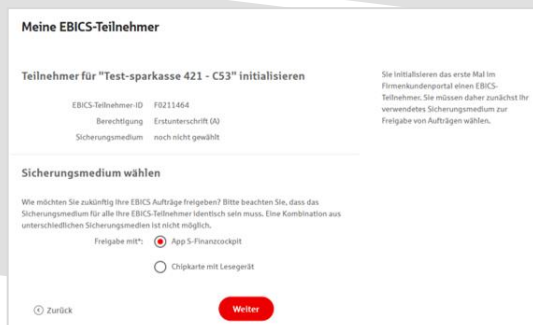 Meine EBICS-Teilnehmer
Teilnehmer für "Test-sparkasse 421 - C53" initialisieren
EBICS-Teilnehmer-ID F0211464
Berechtigung Erstunterschrift (A)
Sicherungsmedium noch nicht gewählt
Sie initialisieren das erste Mal im
Firmenkundenportal einen EBICS-
Teilnehmer. Sie müssen daher zunächst Ihr
verwendetes Sicherungsmedium zur
Freigabe von Aufträgen wählen.
Sicherungsmedium wählen
Wie möchten Sie zukünftig Ihre EBICS Aufträge freigeben? Bitte beachten Sie, dass das
Sicherungsmedium für alle Ihre EBICS-Teilnehmer identisch sein muss. Eine Kombination aus
unterschiedlichen Sicherungsmedien ist nicht möglich.
Freigabe mit*: App S-Finanzcockpit
Chipkarte mit Lesegerät
Zurück
Weiter